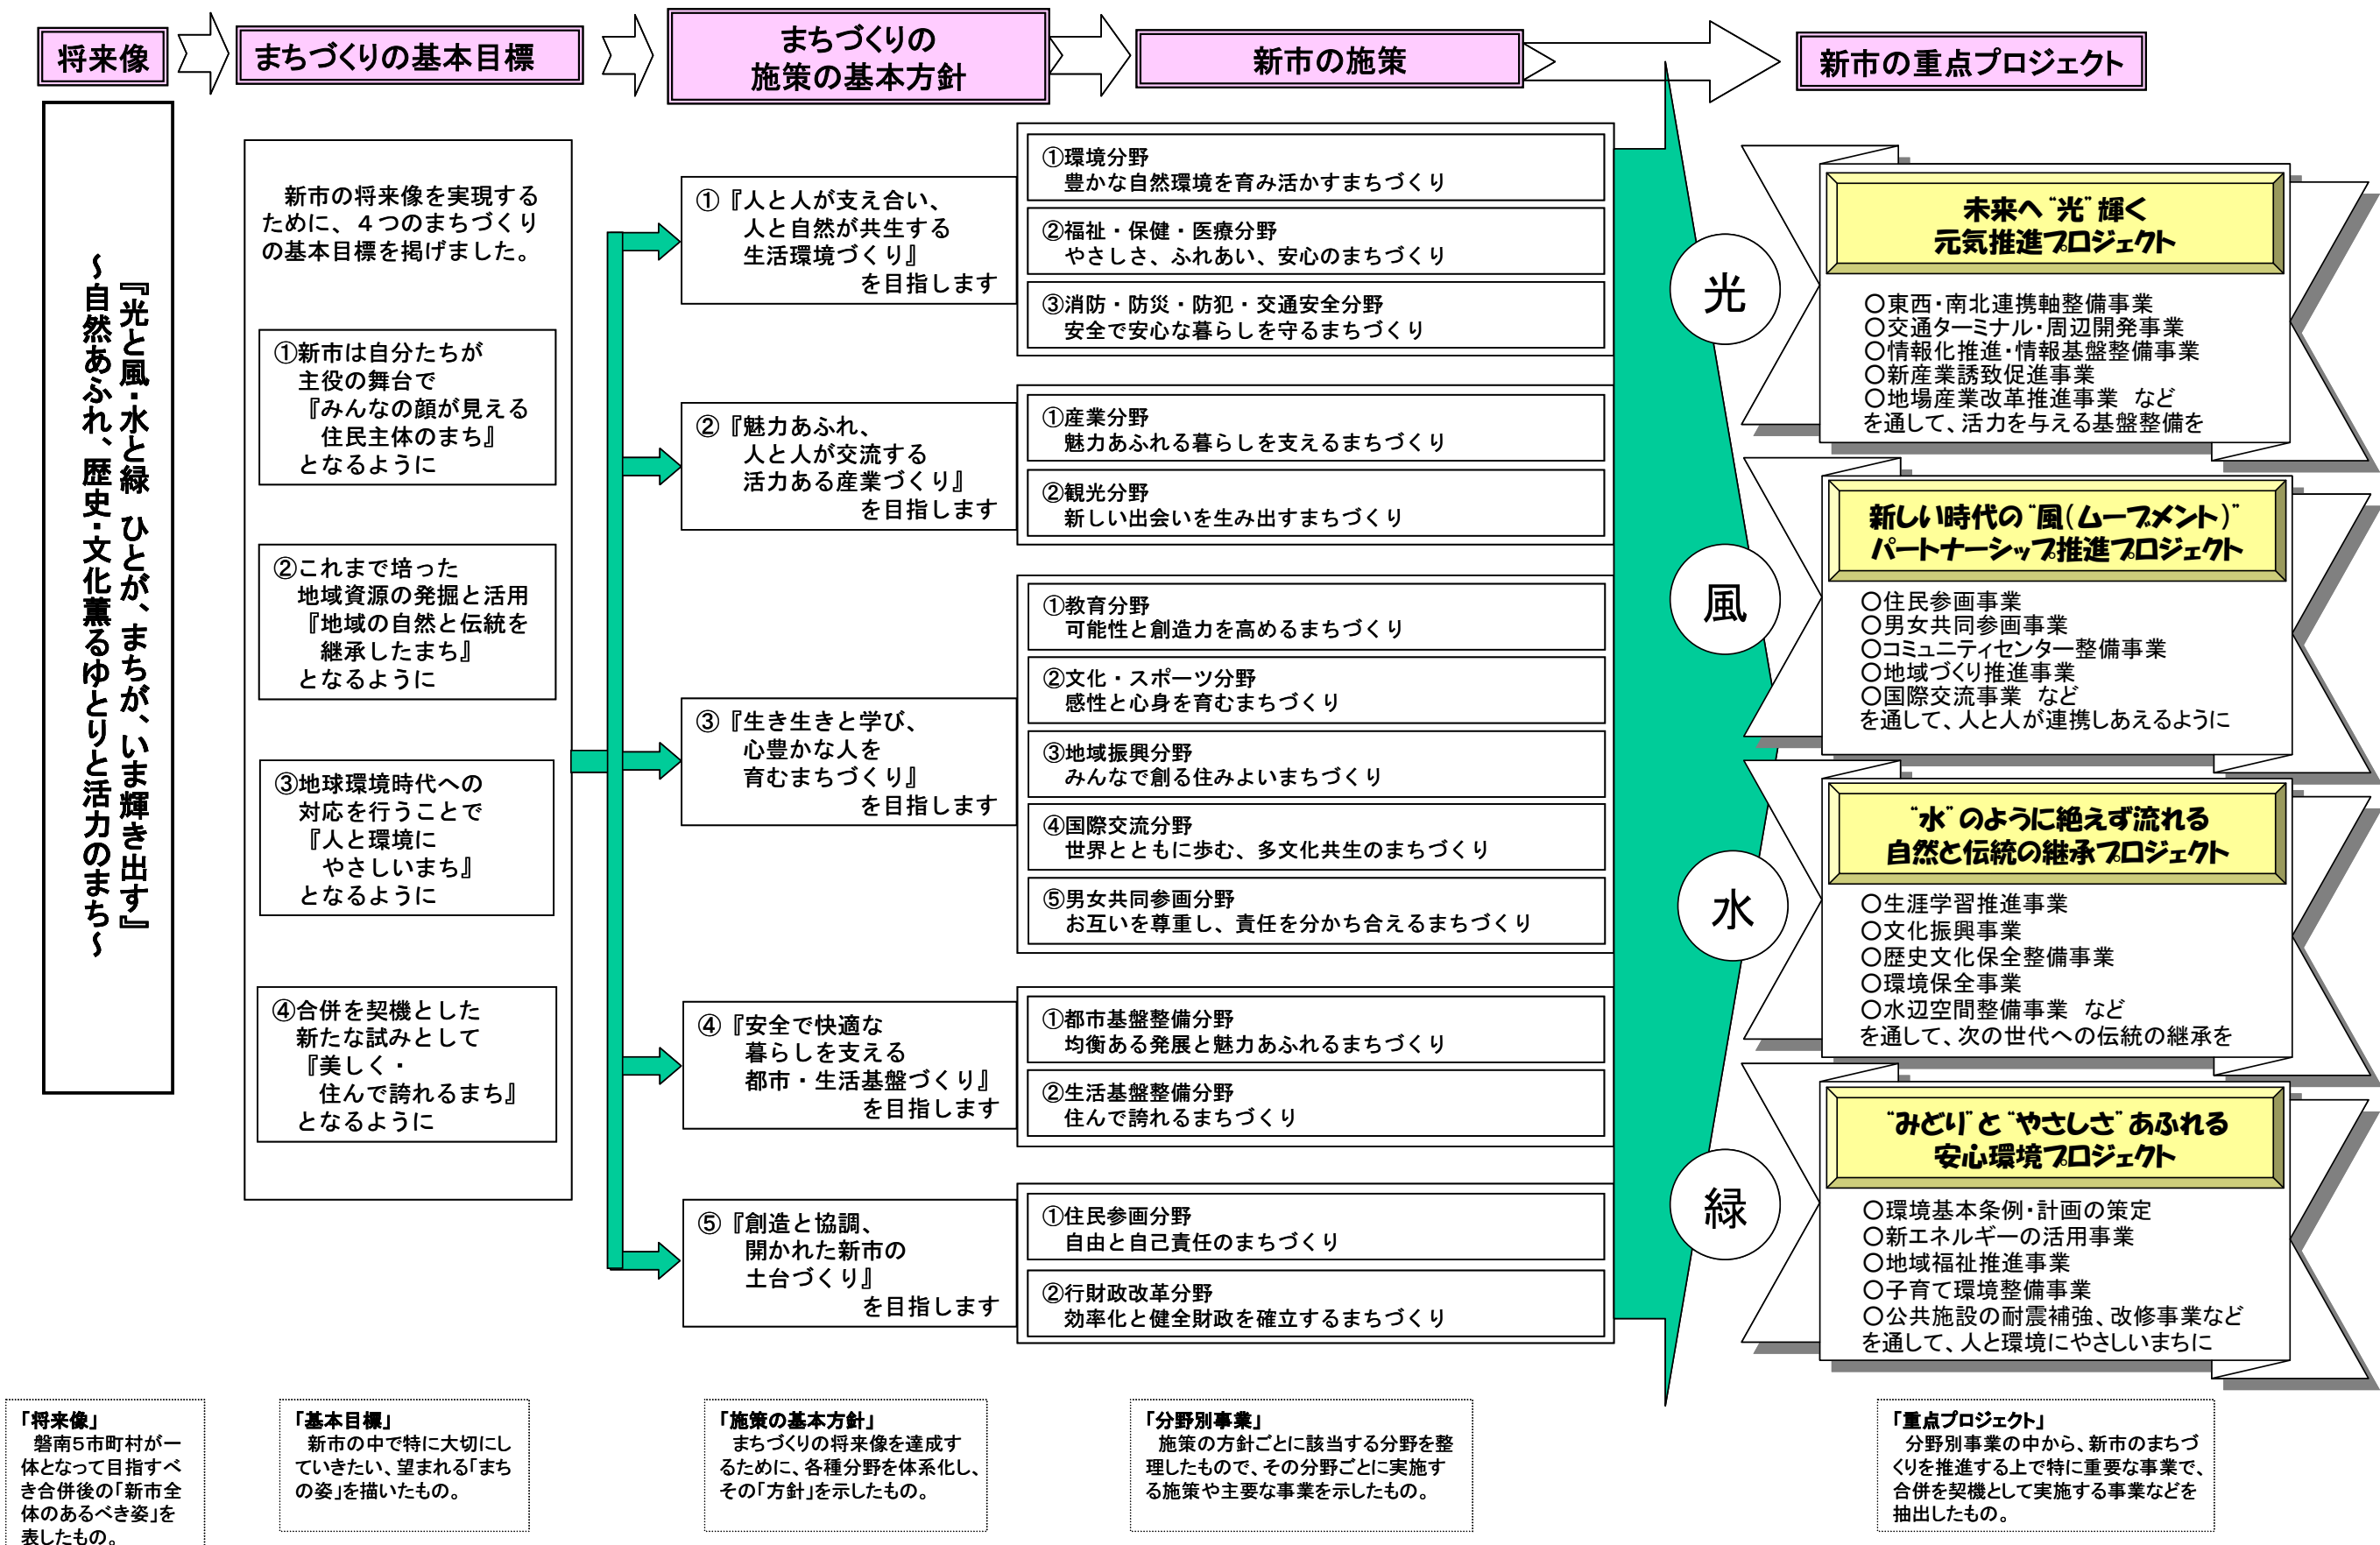 将来像
まちづくりの基本目標
まちづくりの
施策の基本方針
新市の施策
新市の重点プロジェクト
『光と風・水と緑　ひとが、まちが、いま輝き出す』
～自然あふれ、歴史・文化薫るゆとりと活力のまち～
新市の将来像を実現する
ために、４つのまちづくり
の基本目標を掲げました。
①新市は自分たちが
主役の舞台で
『みんなの顔が見える
住民主体のまち』
となるように
②これまで培った
地域資源の発掘と活用
『地域の自然と伝統を
継承したまち』
となるように
③地球環境時代への
対応を行うことで
『人と環境に
やさしいまち』
となるように
④合併を契機とした
新たな試みとして
『美しく・
住んで誇れるまち』
となるように
①『人と人が支え合い、
人と自然が共生する
生活環境づくり』
を目指します
②『魅力あふれ、
人と人が交流する
活力ある産業づくり』
を目指します
③『生き生きと学び、
心豊かな人を
育むまちづくり』
を目指します
④『安全で快適な
暮らしを支える
都市・生活基盤づくり』
を目指します
⑤『創造と協調、
開かれた新市の
土台づくり』
を目指します
①環境分野
豊かな自然環境を育み活かすまちづくり
②福祉・保健・医療分野
やさしさ、ふれあい、安心のまちづくり
③消防・防災・防犯・交通安全分野
安全で安心な暮らしを守るまちづくり
①産業分野
魅力あふれる暮らしを支えるまちづくり
②観光分野
新しい出会いを生み出すまちづくり
①教育分野
可能性と創造力を高めるまちづくり
②文化・スポーツ分野
感性と心身を育むまちづくり
③地域振興分野
みんなで創る住みよいまちづくり
④国際交流分野
世界とともに歩む、多文化共生のまちづくり
⑤男女共同参画分野
お互いを尊重し、責任を分かち合えるまちづくり
①都市基盤整備分野
均衡ある発展と魅力あふれるまちづくり
②生活基盤整備分野
住んで誇れるまちづくり
①住民参画分野
自由と自己責任のまちづくり
②行財政改革分野
効率化と健全財政を確立するまちづくり
光
未来へ“光”輝く
元気推進プロジェクト
○東西・南北連携軸整備事業
○交通ターミナル・周辺開発事業
○情報化推進・情報基盤整備事業
○新産業誘致促進事業
○地場産業改革推進事業　など
を通して、活力を与える基盤整備を
風
新しい時代の“風（ムーブメント）”
パートナーシップ推進プロジェクト
○住民参画事業
○男女共同参画事業
○コミュニティセンター整備事業
○地域づくり推進事業
○国際交流事業　など
を通して、人と人が連携しあえるように
水
“水”のように絶えず流れる
自然と伝統の継承プロジェクト
○生涯学習推進事業
○文化振興事業
○歴史文化保全整備事業
○環境保全事業
○水辺空間整備事業　など
を通して、次の世代への伝統の継承を
緑
“みどり”と“やさしさ”あふれる
安心環境プロジェクト
○環境基本条例・計画の策定
○新エネルギーの活用事業
○地域福祉推進事業
○子育て環境整備事業
○公共施設の耐震補強、改修事業など
を通して、人と環境にやさしいまちに
「将来像」
磐南５市町村が一
体となって目指すべ
き合併後の「新市全
体のあるべき姿」を
表したもの。
「基本目標」
新市の中で特に大切にし
ていきたい、望まれる「まち
の姿」を描いたもの。
「施策の基本方針」
まちづくりの将来像を達成す
るために、各種分野を体系化し、
その「方針」を示したもの。
「分野別事業」
施策の方針ごとに該当する分野を整
理したもので、その分野ごとに実施す
る施策や主要な事業を示したもの。
「重点プロジェクト」
分野別事業の中から、新市のまちづ
くりを推進する上で特に重要な事業で、
合併を契機として実施する事業などを
抽出したもの。